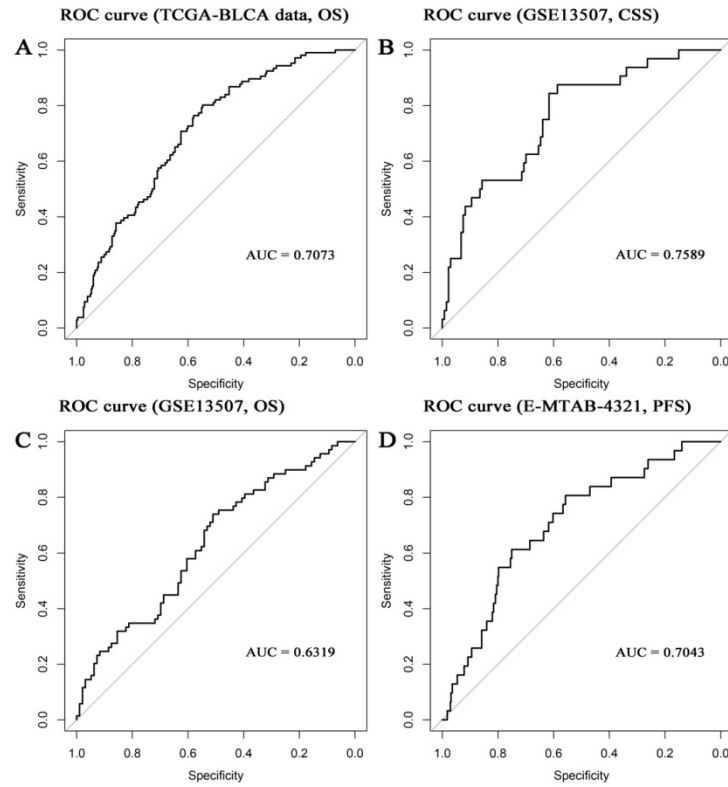 ROC curve (TCGA-BLCA data, OS)
A
Sensitivity
0.0 0.2 0.4 0.6 0.8 1.0
AUC = 0.7073
1.0 0.8 0.6 0.4 0.2 0.0
Specificity
ROC curve (GSE13507, CSS)
B
Sensitivity
0.0 0.2 0.4 0.6 0.8 1.0
AUC = 0.7589
1.0 0.8 0.6 0.4 0.2 0.0
Specificity
ROC curve (GSE13507, OS)
C
Sensitivity
0.0 0.2 0.4 0.6 0.8 1.0
AUC = 0.6319
1.0 0.8 0.6 0.4 0.2 0.0
Specificity
ROC curve (E-MTAB-4321, PFS)
D
Sensitivity
0.0 0.2 0.4 0.6 0.8 1.0
AUC = 0.7043
1.0 0.8 0.6 0.4 0.2 0.0
Specificity